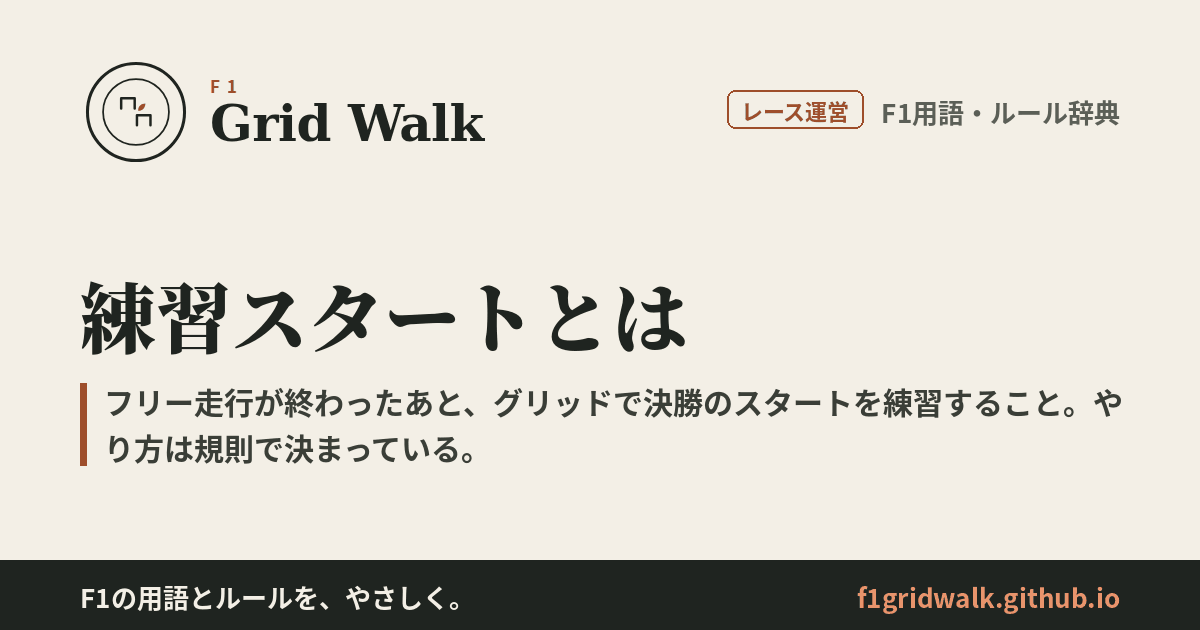 F1
Grid Walk
レース運営
F1用語・ルール辞典
練習スタートとは
フリー走行が終わったあと、グリッドで決勝のスタートを練習すること。や
り方は規則で決まっている。
F1の用語とルールを、やさしく。
f1gridwalk.github.io